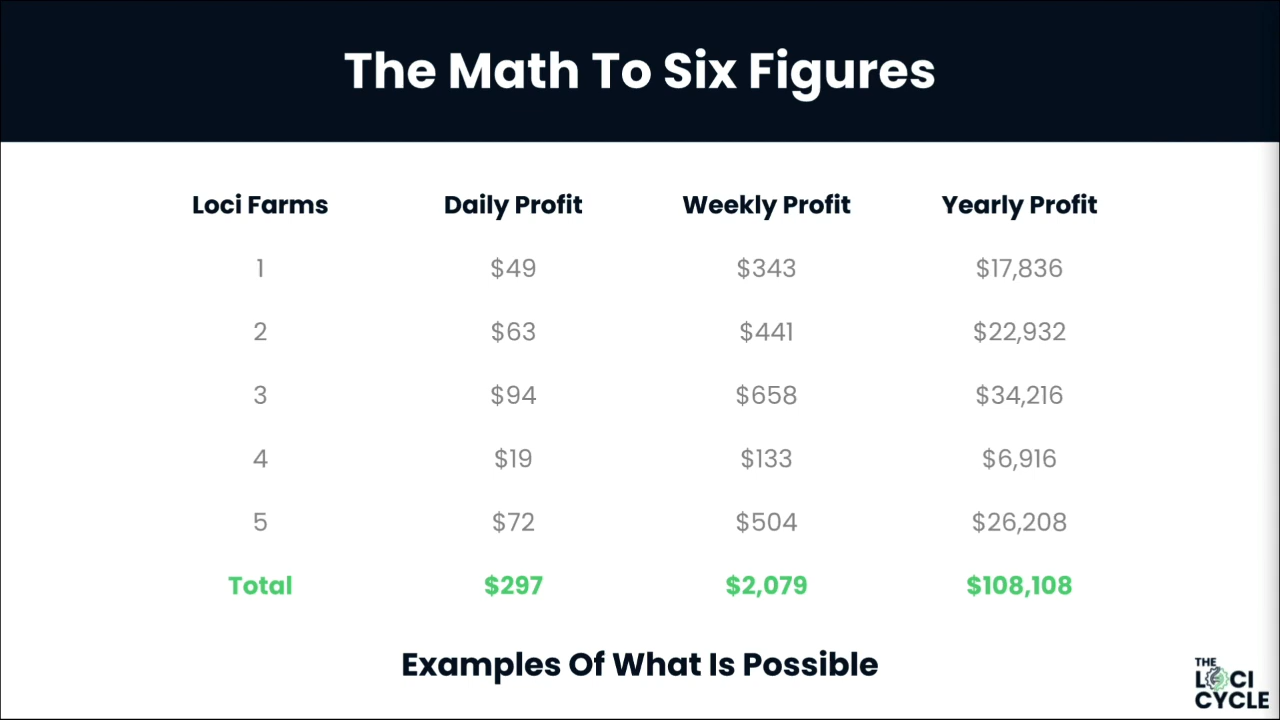 The Math To Six Figures
Loci Farms Daily Profit Weekly Profit Yearly Profit
1 $49 $343 $17,836
2 $63 $441 $22,932
3 $94 $658 $34,216
4 $19 $133 $6,916
5 $72 $504 $26,208
Total $297 $2,079 $108,108
Examples Of What Is Possible
THE
LOCI
CYCLE